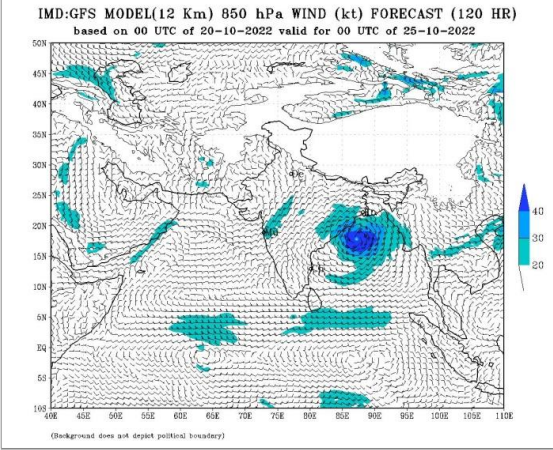 IMD:GFS MODEL(12 Km) 850 hPa WIND (kt) FORECAST (120 HR)
based on 00 UTC of 20-10-2022 valid for 00 UTC of 25-10-2022
50N
45N
40N
35N
30N
25N
20N
15N
10N
5N
EQ
5S
10S
40E 45E 50E 55E 60E 65E 70E 75E 80E 85E 90E 95E 100E 105E 110E
40
30
20
(Background does not depict political boundary)